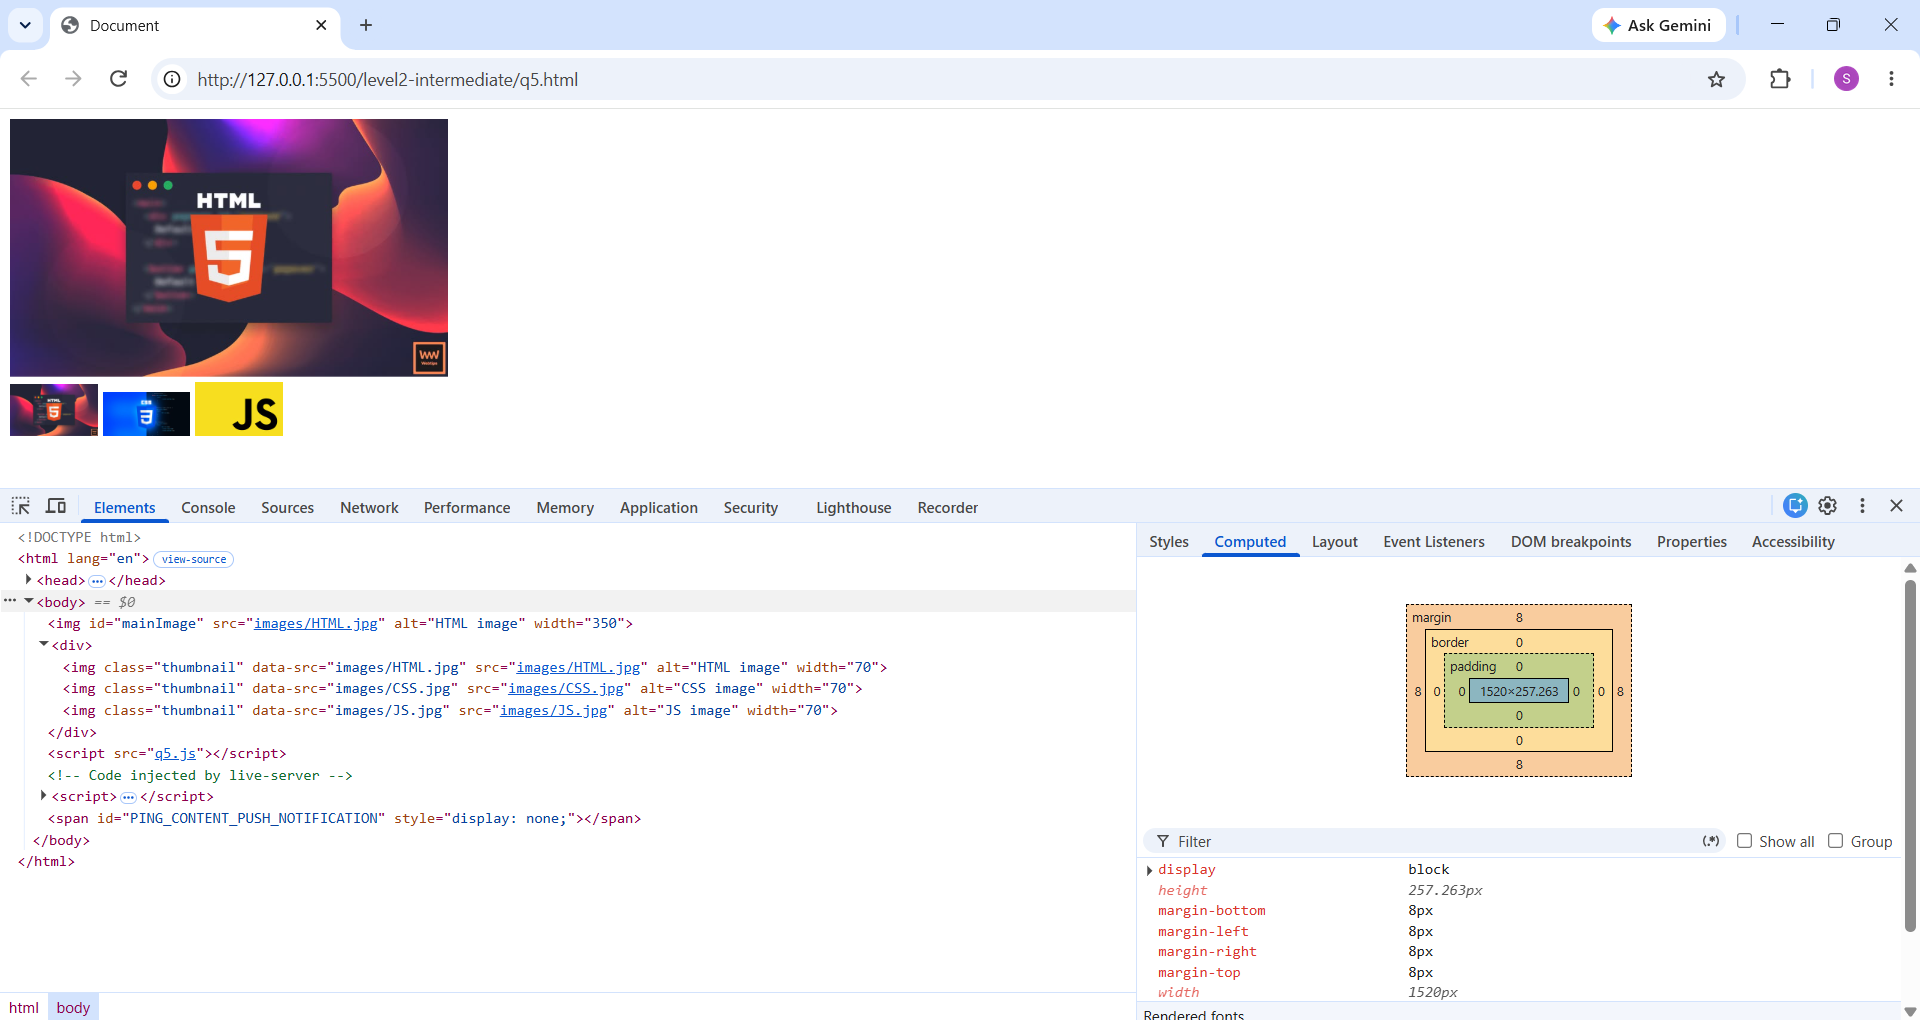 Document
Ask Gemini
http://127.0.0.1:5500/level2-intermediate/q5.html
S
HTML
5
WW
HTML
5
JS
Elements Console Sources Network Performance Memory Application Security Lighthouse Recorder
<!DOCTYPE html>
<html lang="en"> view-source
<head> ... </head>
<body> == $0
<img id="mainImage" src="images/HTML.jpg" alt="HTML image" width="350">
<div>
<img class="thumbnail" data-src="images/HTML.jpg" src="images/HTML.jpg" alt="HTML image" width="70">
<img class="thumbnail" data-src="images/CSS.jpg" src="images/CSS.jpg" alt="CSS image" width="70">
<img class="thumbnail" data-src="images/JS.jpg" src="images/JS.jpg" alt="JS image" width="70">
</div>
<script src="q5.js"></script>
<!-- Code injected by live-server -->
<script> ... </script>
<span id="PING_CONTENT_PUSH_NOTIFICATION" style="display: none;"></span>
</body>
</html>
html body
Styles Computed Layout Event Listeners DOM breakpoints Properties Accessibility
margin 8
border 0
padding 0
8 0 0 1520×257.263 0 0 8
0
0
8
Filter (.*) Show all Group
display block
height 257.263px
margin-bottom 8px
margin-left 8px
margin-right 8px
margin-top 8px
width 1520px
Rendered fonts